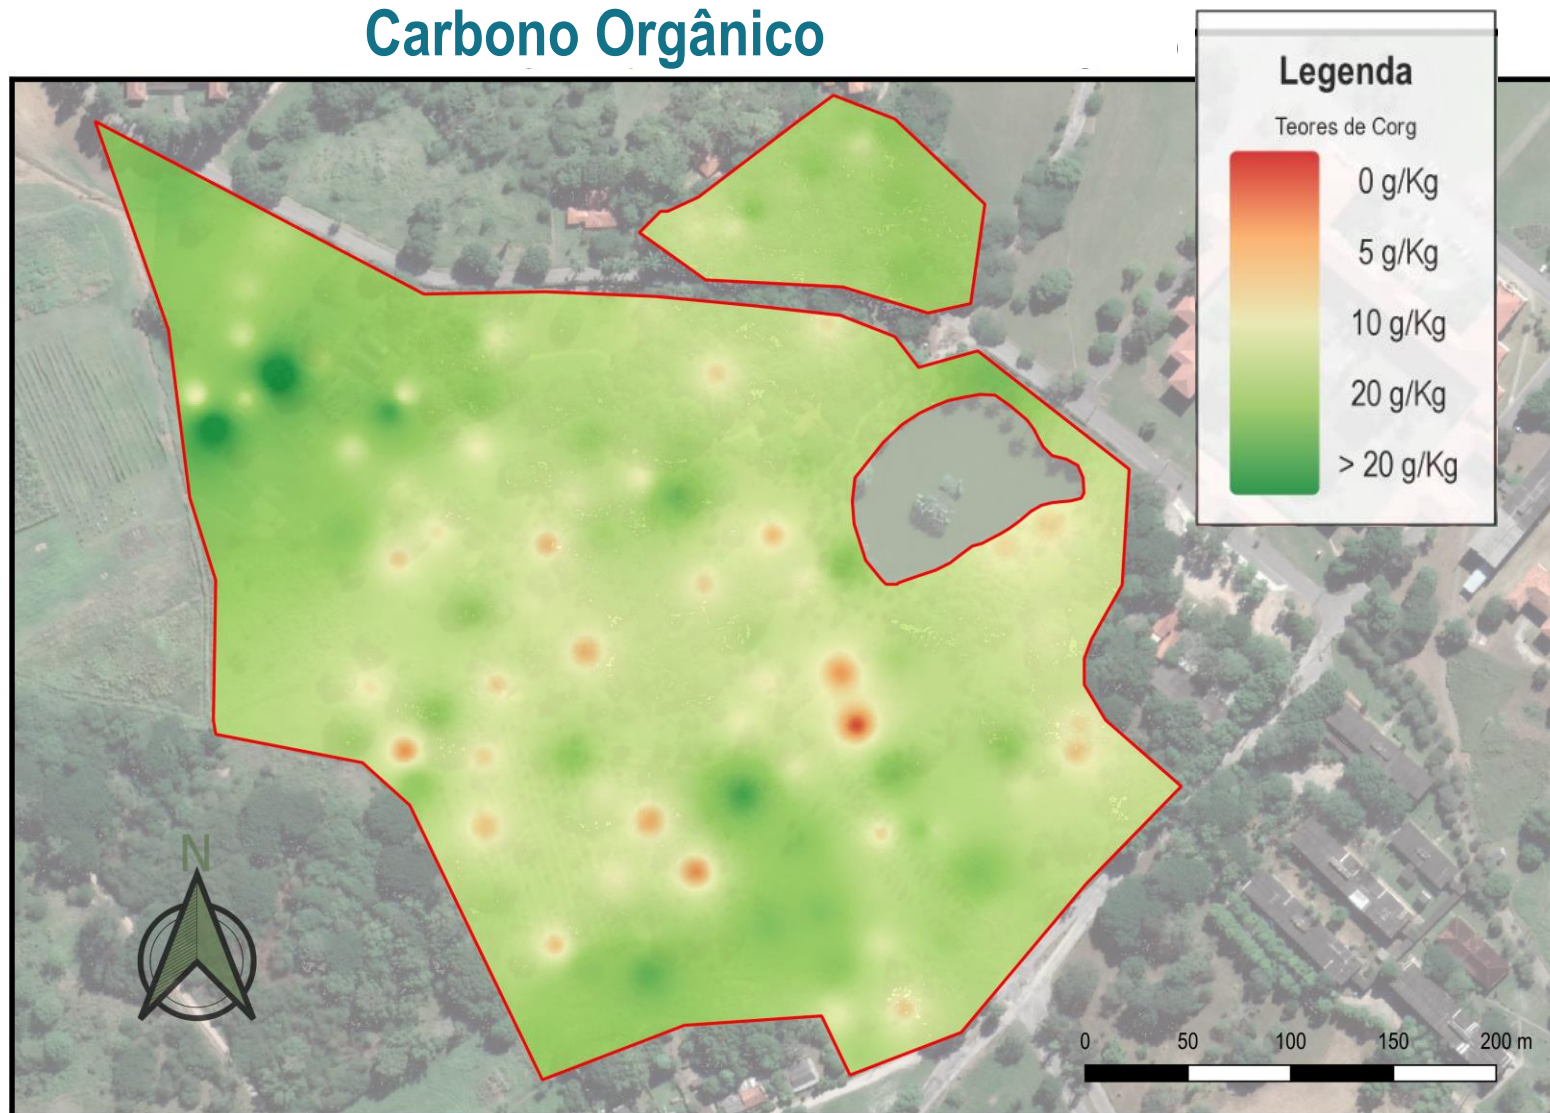 Carbono Orgânico
Legenda
Teores de Corg
0 g/Kg
5 g/Kg
10 g/Kg
20 g/Kg
> 20 g/Kg
N
0 50 100 150 200 m